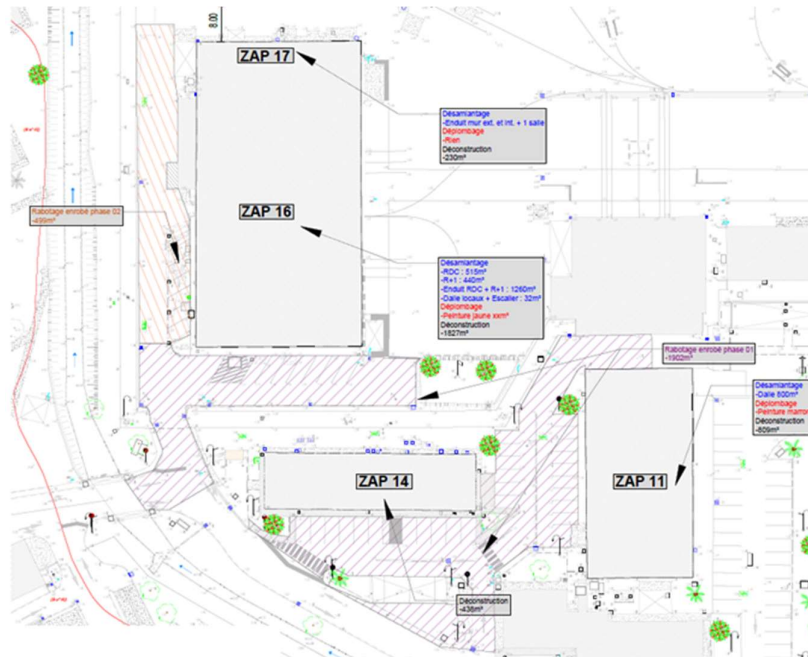 8.00
ZAP 17
Désamiantage
-Enduit mur ext. et int. + 1 salle
Déplombage
-Rien
Déconstruction
-230m²
Rabotage enrobé phase 02
-499m²
ZAP 16
Désamiantage
-RDC : 515m²
-R+1 : 440m²
-Enduit RDC + R+1 : 1260m²
-Dalle locaux + Escalier : 32m²
Déplombage
-Peinture jaune xxm²
Déconstruction
-1827m²
Rabotage enrobé phase 01
-1902m²
Désamiantage
-Dalle 600m²
Déplombage
-Peinture marron
Déconstruction
-609m²
ZAP 14
ZAP 11
Déconstruction
-436m²